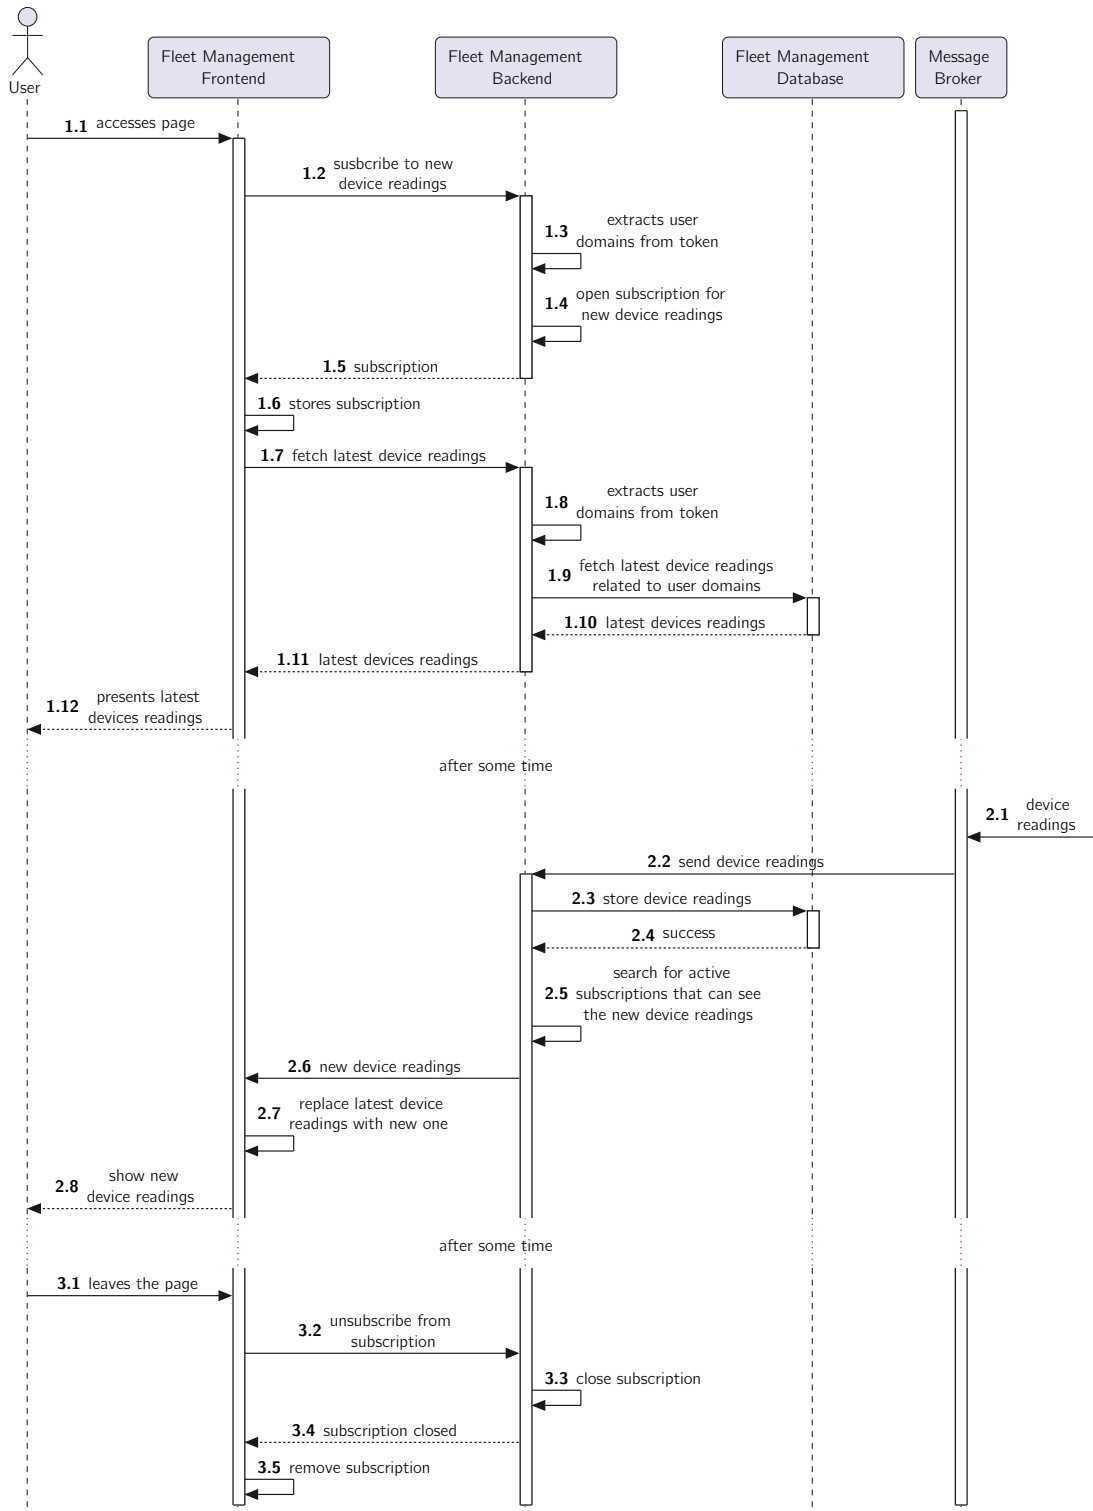 User
Fleet Management
Frontend
Fleet Management
Backend
Fleet Management
Database
Message
Broker
1.1 accesses page
1.2 susbcribe to new
device readings
1.3 extracts user
domains from token
1.4 open subscription for
new device readings
1.5 subscription
1.6 stores subscription
1.7 fetch latest device readings
1.8 extracts user
domains from token
1.9 fetch latest device readings
related to user domains
1.10 latest devices readings
1.11 latest devices readings
1.12 presents latest
devices readings
after some time
2.1 device
readings
2.2 send device readings
2.3 store device readings
2.4 success
2.5 search for active
subscriptions that can see
the new device readings
2.6 new device readings
2.7 replace latest device
readings with new one
2.8 show new
device readings
after some time
3.1 leaves the page
3.2 unsubscribe from
subscription
3.3 close subscription
3.4 subscription closed
3.5 remove subscription